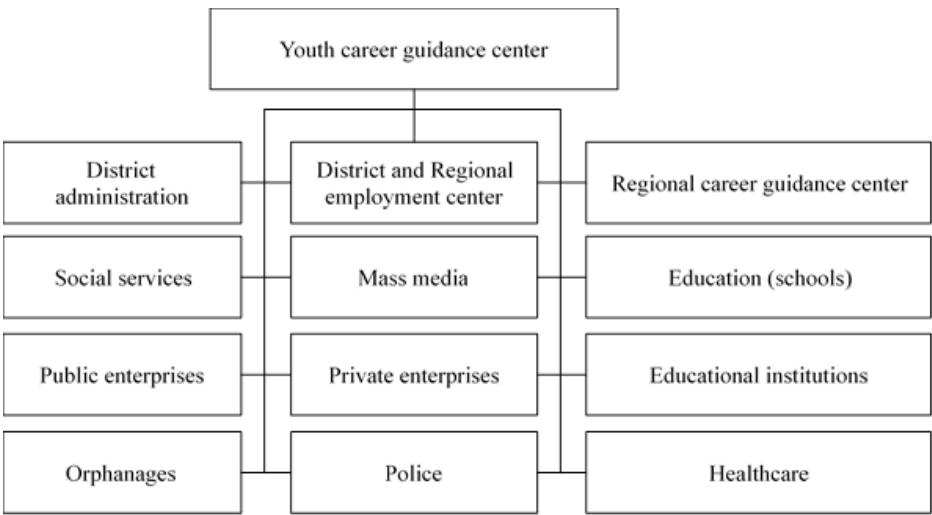 Youth career guidance center
District
administration
District and Regional
employment center
Regional career guidance center
Social services
Mass media
Education (schools)
Public enterprises
Private enterprises
Educational institutions
Orphanages
Police
Healthcare